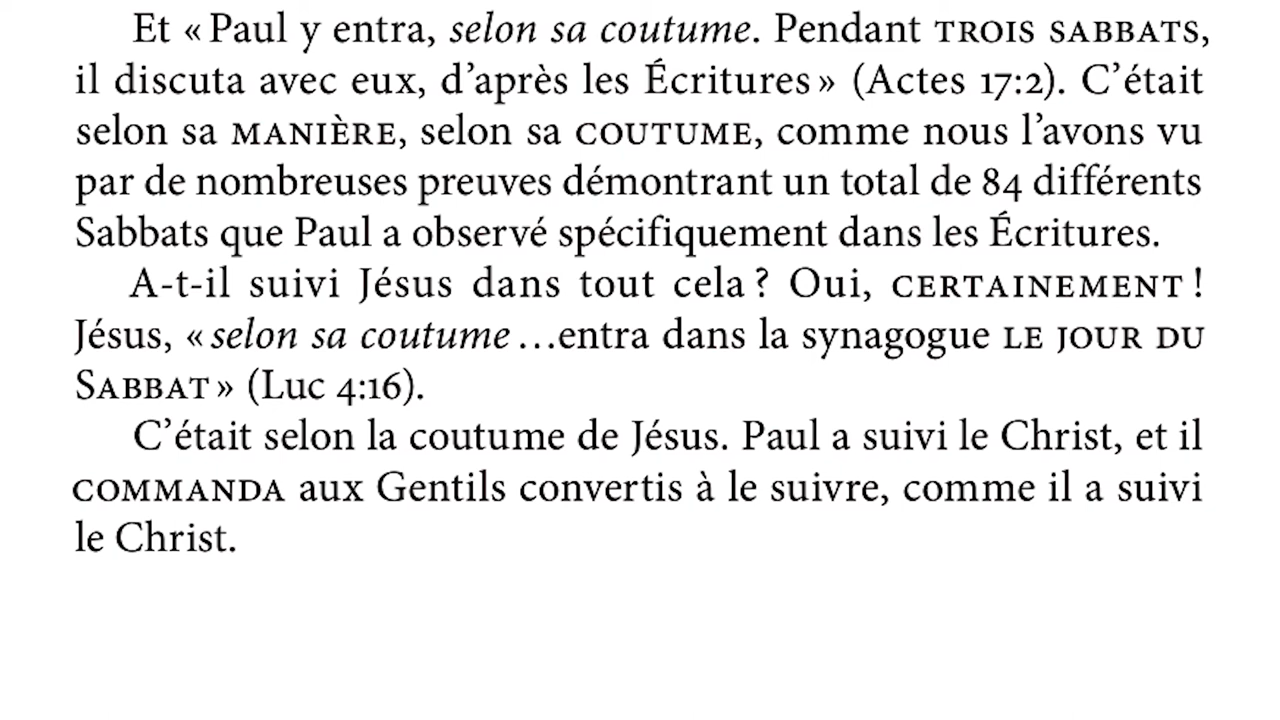 Et « Paul y entra, selon sa coutume. Pendant TROIS SABBATS,
il discuta avec eux, d’après les Écritures » (Actes 17:2). C’était
selon sa MANIÈRE, selon sa COUTUME, comme nous l’avons vu
par de nombreuses preuves démontrant un total de 84 différents
Sabbats que Paul a observé spécifiquement dans les Écritures.
A-t-il suivi Jésus dans tout cela ? Oui, CERTAINEMENT !
Jésus, « selon sa coutume …entra dans la synagogue LE JOUR DU
SABBAT » (Luc 4:16).
C’était selon la coutume de Jésus. Paul a suivi le Christ, et il
COMMANDA aux Gentils convertis à le suivre, comme il a suivi
le Christ.